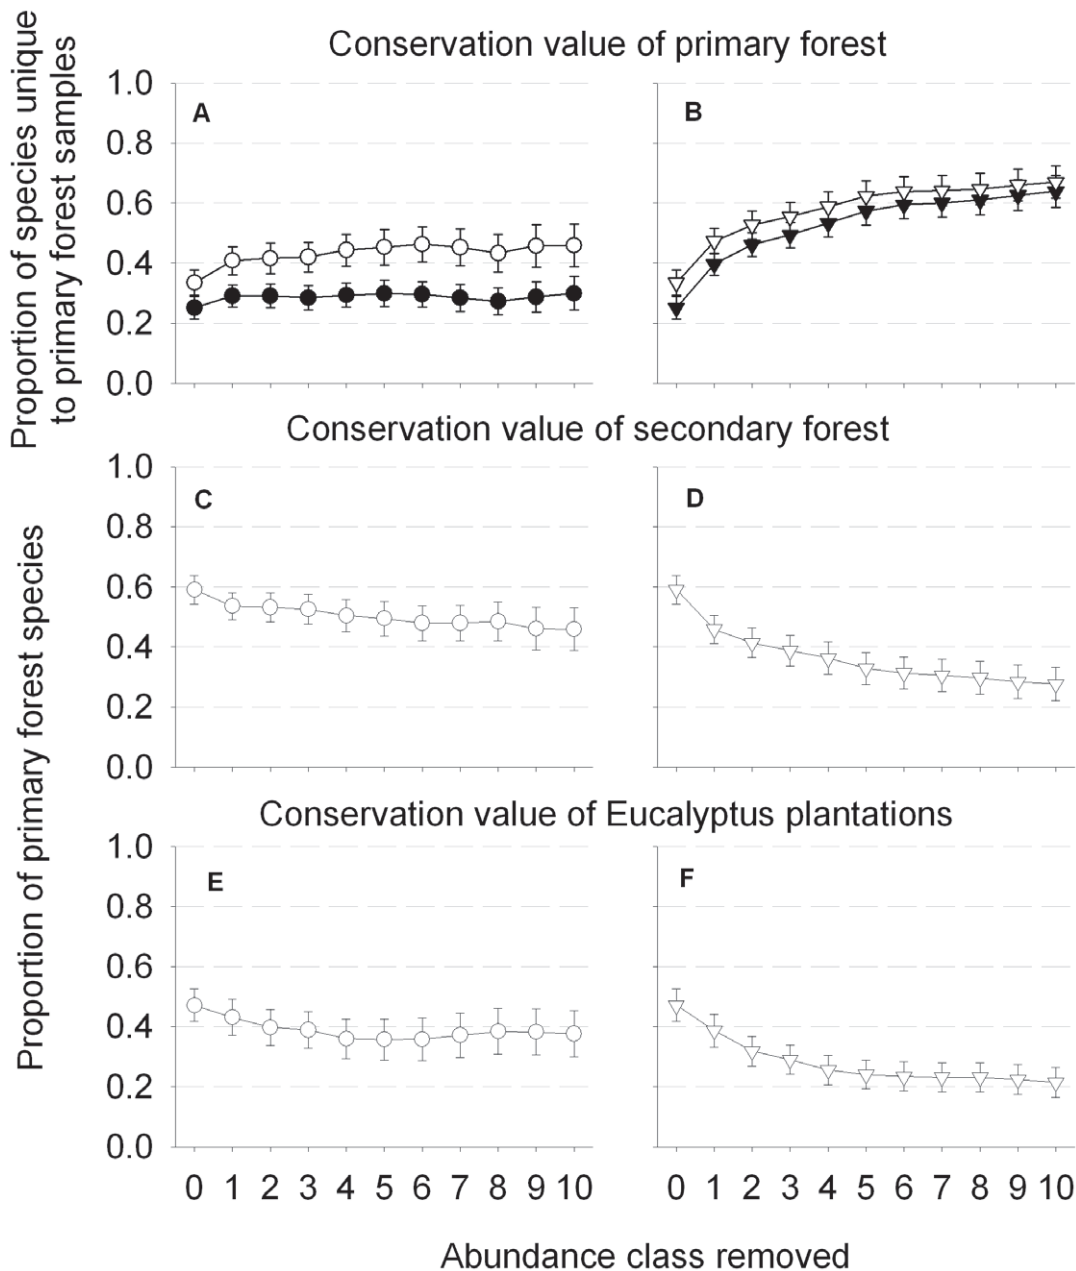 Conservation value of primary forest
Proportion of species unique
to primary forest samples
1.0
0.8
0.6
0.4
0.2
0.0
A
B
Conservation value of secondary forest
Proportion of primary forest species
1.0
0.8
0.6
0.4
0.2
0.0
C
D
Conservation value of Eucalyptus plantations
1.0
0.8
0.6
0.4
0.2
0.0
E
F
0 1 2 3 4 5 6 7 8 9 10
0 1 2 3 4 5 6 7 8 9 10
Abundance class removed